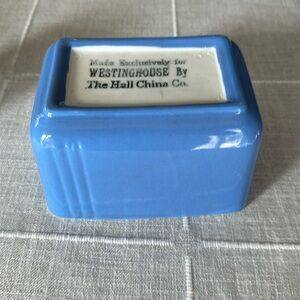 Made Exclusively for
WESTINGHOUSE By
The Hall China Co.